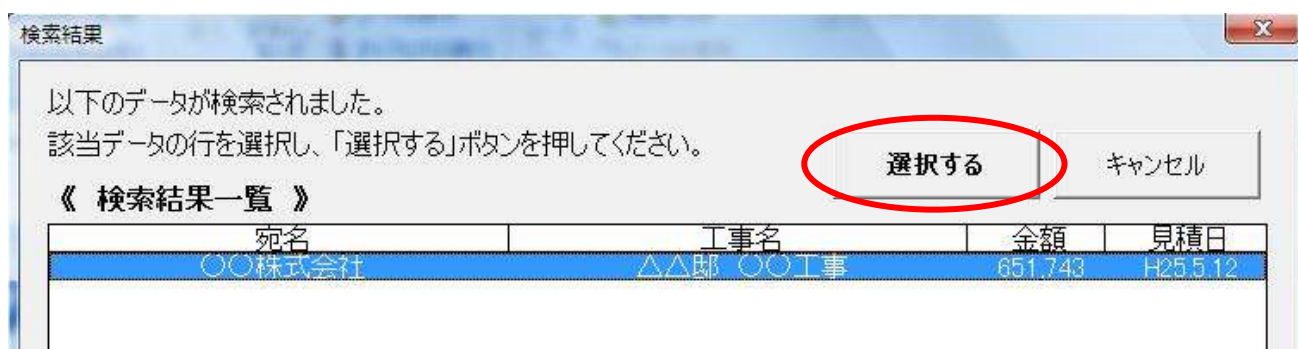 検索結果
以下のデータが検索されました。
該当データの行を選択し、「選択する」ボタンを押してください。
選択する キャンセル
《 検索結果一覧 》
宛名 工事名 金額 見積日
〇〇株式会社 △△邸 〇〇工事 651,743 H25.5.12